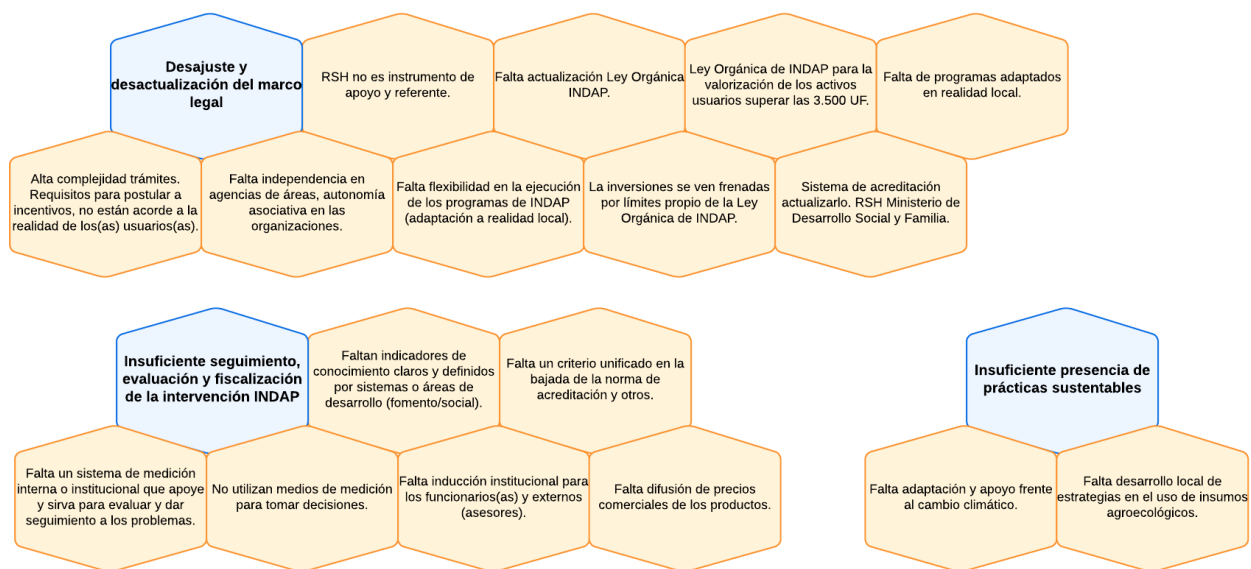 Desajuste y
desactualización del marco
legal
RSH no es instrumento de
apoyo y referente.
Falta actualización Ley Orgánica
INDAP.
Ley Orgánica de INDAP para la
valorización de los activos
usuarios superar las 3.500 UF.
Falta de programas adaptados
en realidad local.
Alta complejidad trámites.
Requisitos para postular a
incentivos, no están acorde a la
realidad de los(as) usuarios(as).
Falta independencia en
agencias de áreas, autonomía
asociativa en las
organizaciones.
Falta flexibilidad en la ejecución
de los programas de INDAP
(adaptación a realidad local).
La inversiones se ven frenadas
por límites propio de la Ley
Orgánica de INDAP.
Sistema de acreditación
actualizarlo. RSH Ministerio de
Desarrollo Social y Familia.
Insuficiente seguimiento,
evaluación y fiscalización
de la intervención INDAP
Faltan indicadores de
conocimiento claros y definidos
por sistemas o áreas de
desarrollo (fomento/social).
Falta un criterio unificado en la
bajada de la norma de
acreditación y otros.
Falta un sistema de medición
interna o institucional que apoye
y sirva para evaluar y dar
seguimiento a los problemas.
No utilizan medios de medición
para tomar decisiones.
Falta inducción institucional para
los funcionarios(as) y externos
(asesores).
Falta difusión de precios
comerciales de los productos.
Insuficiente presencia de
prácticas sustentables
Falta adaptación y apoyo frente
al cambio climático.
Falta desarrollo local de
estrategias en el uso de insumos
agroecológicos.